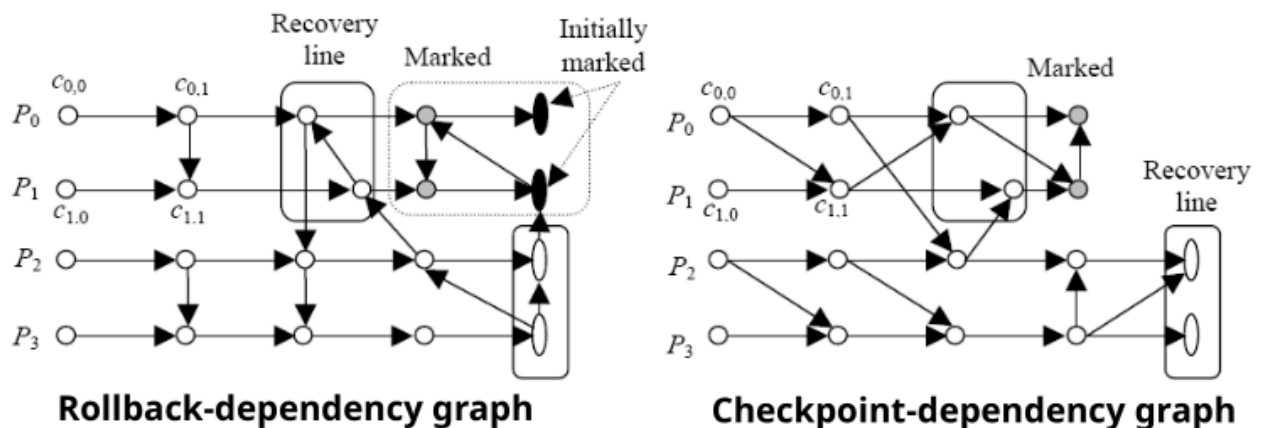 Recovery
line
Marked
Initially
marked
c0,0
c0,1
P0
P1
c1,0
c1,1
P2
P3
Rollback-dependency graph
Marked
c0,0
c0,1
P0
P1
c1,0
c1,1
Recovery
line
P2
P3
Checkpoint-dependency graph